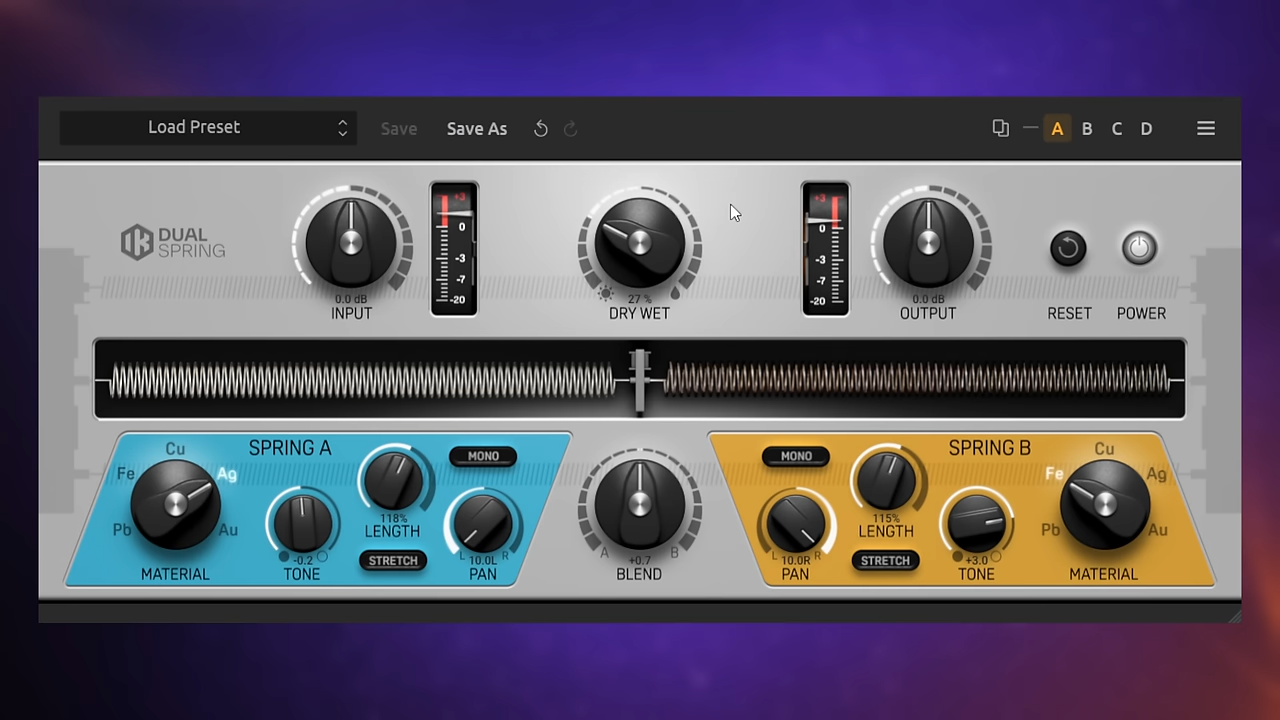 Load Preset
Save
Save As
A
B
C
D
DUAL
SPRING
+3
0
-3
-7
-20
0.0 dB
INPUT
27 %
DRY WET
+3
0
-3
-7
-20
0.0 dB
OUTPUT
RESET
POWER
SPRING A
Cu
Fe
Ag
Pb
Au
MATERIAL
-0.2
TONE
118%
LENGTH
STRETCH
MONO
L
R
10.0L
PAN
A
B
+0.7
BLEND
SPRING B
MONO
L
R
10.0R
PAN
115%
LENGTH
STRETCH
+3.0
TONE
Cu
Fe
Ag
Pb
Au
MATERIAL